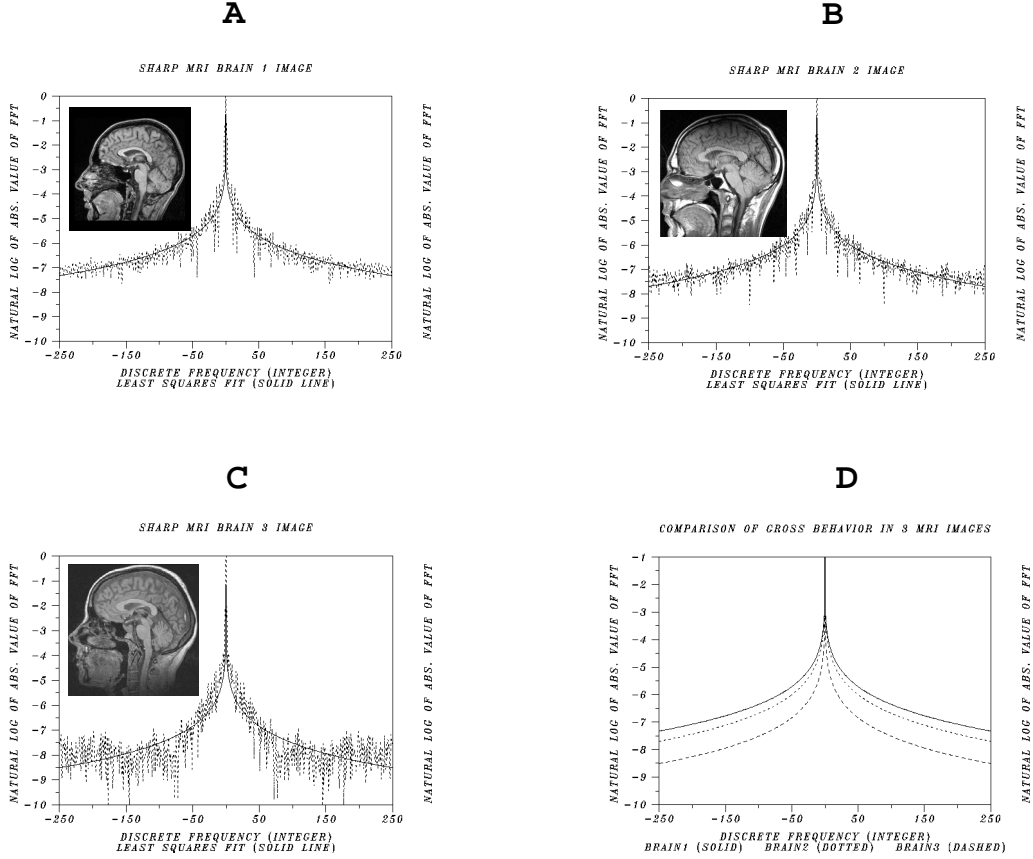 A
SHARP MRI BRAIN 1 IMAGE
NATURAL LOG OF ABS. VALUE OF FFT
0
-1
-2
-3
-4
-5
-6
-7
-8
-9
-10
-250
-150
-50
50
150
250
NATURAL LOG OF ABS. VALUE OF FFT
DISCRETE FREQUENCY (INTEGER)
LEAST SQUARES FIT (SOLID LINE)
B
SHARP MRI BRAIN 2 IMAGE
NATURAL LOG OF ABS. VALUE OF FFT
0
-1
-2
-3
-4
-5
-6
-7
-8
-9
-10
-250
-150
-50
50
150
250
NATURAL LOG OF ABS. VALUE OF FFT
DISCRETE FREQUENCY (INTEGER)
LEAST SQUARES FIT (SOLID LINE)
C
SHARP MRI BRAIN 3 IMAGE
NATURAL LOG OF ABS. VALUE OF FFT
0
-1
-2
-3
-4
-5
-6
-7
-8
-9
-10
-250
-150
-50
50
150
250
NATURAL LOG OF ABS. VALUE OF FFT
DISCRETE FREQUENCY (INTEGER)
LEAST SQUARES FIT (SOLID LINE)
D
COMPARISON OF GROSS BEHAVIOR IN 3 MRI IMAGES
NATURAL LOG OF ABS. VALUE OF FFT
-1
-2
-3
-4
-5
-6
-7
-8
-9
-10
-250
-150
-50
50
150
250
NATURAL LOG OF ABS. VALUE OF FFT
DISCRETE FREQUENCY (INTEGER)
BRAIN1 (SOLID) BRAIN2 (DOTTED) BRAIN3 (DASHED)